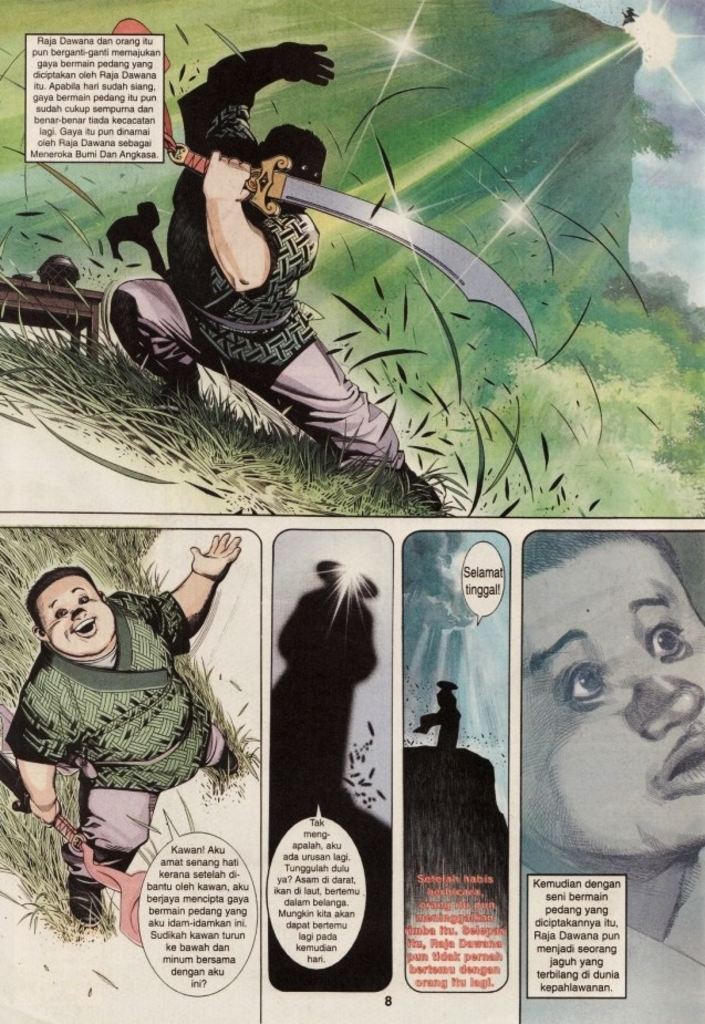 Raja Dawana dan orang itu
pun berganti-ganti memajukan
gaya bermain pedang yang
diciptakan oleh Raja Dawana
itu. Apabila hari sudah siang,
gaya bermain pedang itu pun
sudah cukup sempurna dan
benar-benar tiada kecacatan
lagi. Gaya itu pun dinamai
oleh Raja Dawana sebagai
Meneroka Bumi Dan Angkasa.
Kawan! Aku
amat senang hati
kerana setelah di-
bantu oleh kawan, aku
berjaya mencipta gaya
bermain pedang yang
aku idam-idamkan ini.
Sudikah kawan turun
ke bawah dan
minum bersama
dengan aku
ini?
Tak
meng-
apalah, aku
ada urusan lagi.
Tunggulah dulu
ya? Asam di darat,
ikan di laut, bertemu
dalam belanga.
Mungkin kita akan
dapat bertemu
lagi pada
kemudian
hari.
Selamat
tinggal!
Setelah habis
berbicara,
orang itu pun
meninggalkan
rimba itu. Selepas
itu, Raja Dawana
pun tidak pernah
bertemu dengan
orang itu lagi.
Kemudian dengan
seni bermain
pedang yang
diciptakannya itu,
Raja Dawana pun
menjadi seorang
jaguh yang
terbilang di dunia
kepahlawanan.
8